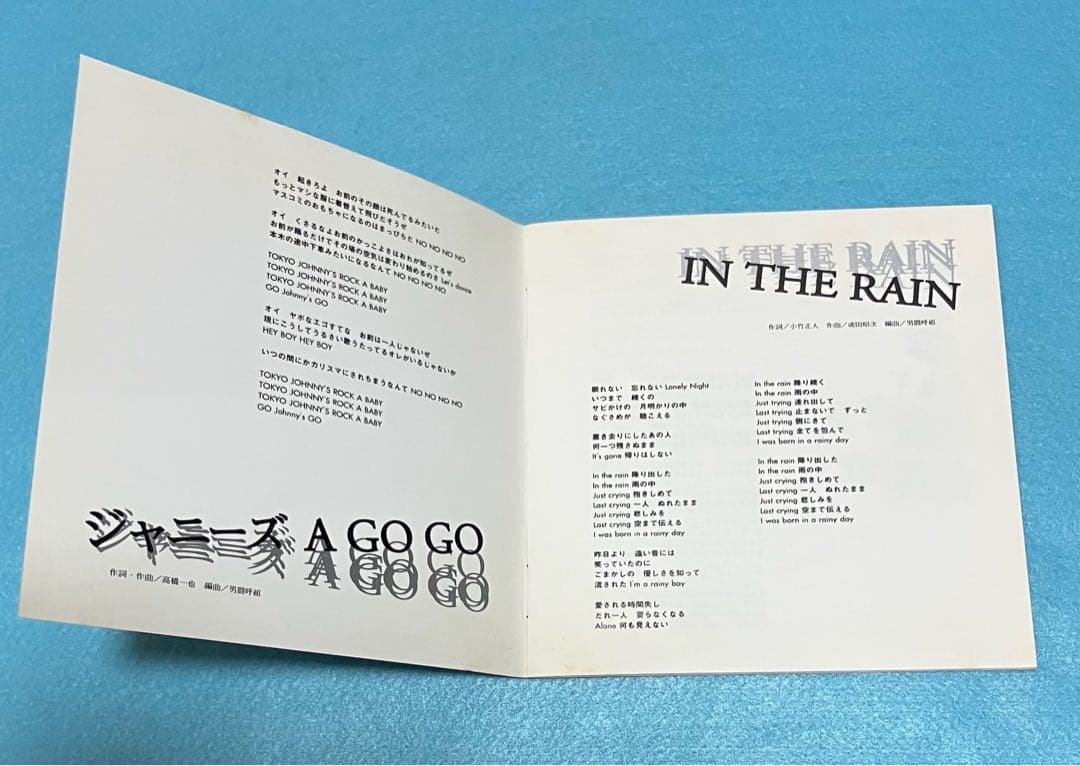 オイ　起きろよ　お前のその顔は死んでるみたいだ
もっとマシな服に着替えて飛びだそうぜ
マスコミのおもちゃになるのはまっぴらだ NO NO NO NO
オイ　くさるなよお前のかっこよさはおれが知ってるぜ
お前が踊るだけでその場の空気は変わり始めるのさ Let's dance
本木の途中下車みたいになるなんて NO NO NO NO
TOKYO JOHNNY'S ROCK A BABY
TOKYO JOHNNY'S ROCK A BABY
TOKYO JOHNNY'S ROCK A BABY
GO Johnny's GO
オイ　ヤボなエゴすてな　お前は一人じゃないぜ
現にこうしてうるさい歌うたってるオレがいるじゃないか
HEY BOY HEY BOY
いつの間にかカリスマにされちまうなんて NO NO NO NO
TOKYO JOHNNY'S ROCK A BABY
TOKYO JOHNNY'S ROCK A BABY
TOKYO JOHNNY'S ROCK A BABY
GO Johnny's GO
ジャニーズ A GO GO
作詞・作曲／高橋一也　編曲／男闘呼組
IN THE RAIN
作詞／小竹正人　作曲／成田昭次　編曲／男闘呼組
眠れない　忘れない Lonely Night
いつまで　続くの
サビかけの　月明かりの中
なぐさめが　聴こえる
置き去りにしたあの人
何一つ残さぬまま
It's gone 帰りはしない
In the rain 降り出した
In the rain 雨の中
Just crying 抱きしめて
Last crying 一人　ぬれたまま
Just crying 悲しみを
Last crying 空まで伝える
I was born in a rainy day
昨日より　遠い昔には
笑っていたのに
ごまかしの　優しさを知って
流された I'm a rainy boy
愛される時間失し
だれ一人　要らなくなる
Alone 何も見えない
In the rain 降り続く
In the rain 雨の中
Just trying 連れ出して
Last trying 止まないで　ずっと
Just trying 側にきて
Last trying 全てを包んで
I was born in a rainy day
In the rain 降り出した
In the rain 雨の中
Just crying 抱きしめて
Last crying 一人　ぬれたまま
Just crying 悲しみを
Last crying 空まで伝える
I was born in a rainy day